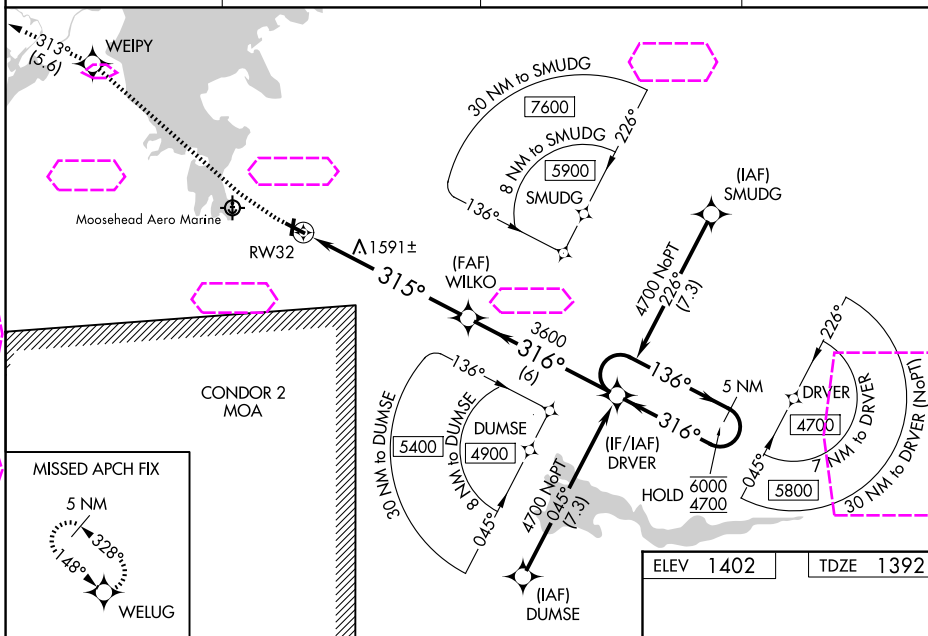 313°
(5.6)
WEIPY
30 NM to SMUDG
7600
226°
8 NM to SMUDG
5900
SMUDG
136°
(IAF)
SMUDG
Moosehead Aero Marine
RW32
1591±
315°
(FAF)
WILKO
4700 NoPT
226°
(7.3)
3600
316°
(6)
136°
5 NM
316°
(IF/IAF)
DRVER
HOLD
6000
4700
226°
DRVER
4700
7 NM to DRVER
045°
5800
30 NM to DRVER (NoPT)
CONDOR 2
MOA
136°
DUMSE
5400
4900
30 NM to DUMSE
8 NM to DUMSE
045°
4700 NoPT
045°
(7.3)
(IAF)
DUMSE
MISSED APCH FIX
5 NM
328°
148°
WELUG
ELEV 1402
TDZE 1392